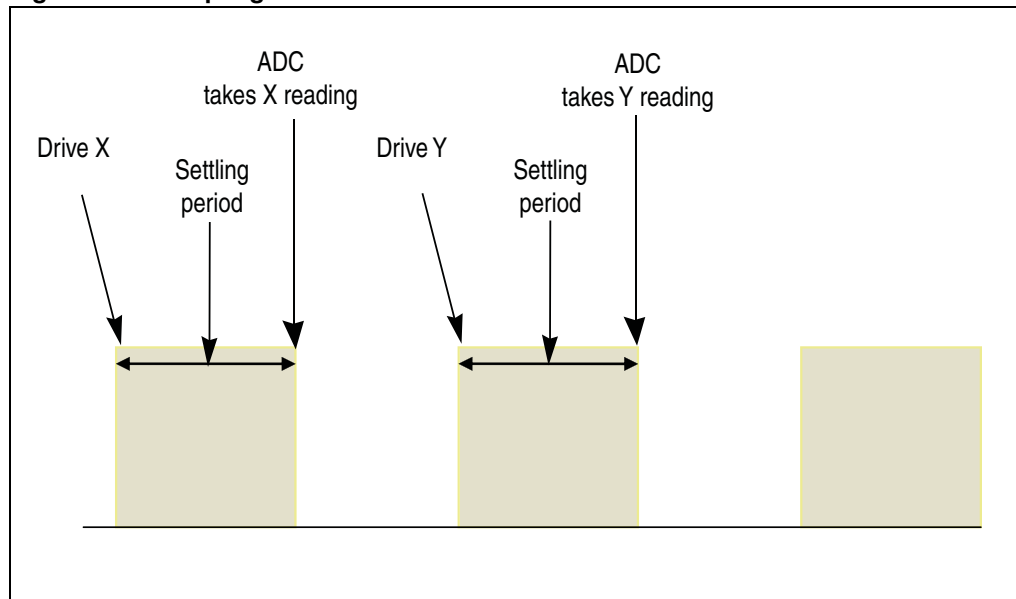 ADC
takes X reading
ADC
takes Y reading
Drive X
Settling
period
Drive Y
Settling
period